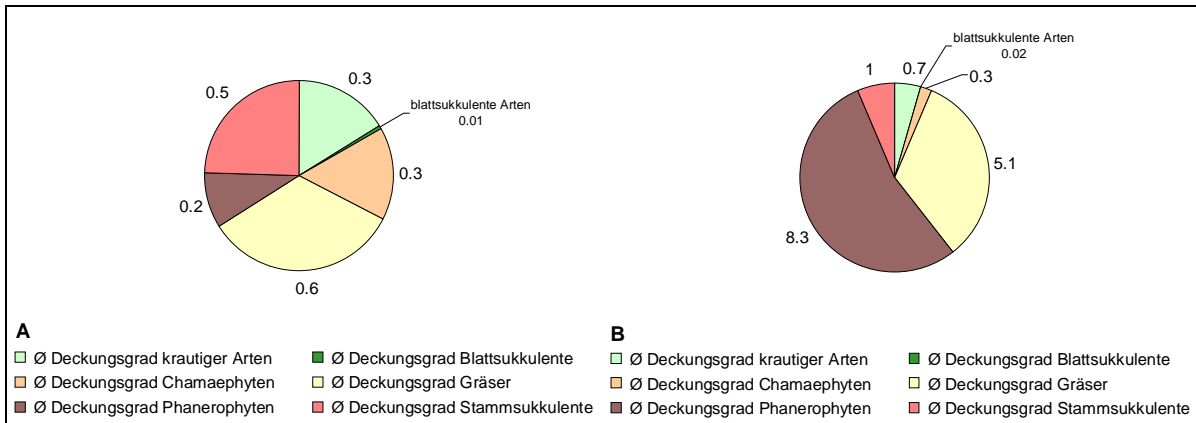 0.3
blattsukkulente Arten
0.01
0.3
0.6
0.2
0.5
A
Ø Deckungsgrad krautiger Arten
Ø Deckungsgrad Blattsukkulente
Ø Deckungsgrad Chamaephyten
Ø Deckungsgrad Gräser
Ø Deckungsgrad Phanerophyten
Ø Deckungsgrad Stammsukkulente
0.7
blattsukkulente Arten
0.02
0.3
5.1
8.3
1
B
Ø Deckungsgrad krautiger Arten
Ø Deckungsgrad Blattsukkulente
Ø Deckungsgrad Chamaephyten
Ø Deckungsgrad Gräser
Ø Deckungsgrad Phanerophyten
Ø Deckungsgrad Stammsukkulente